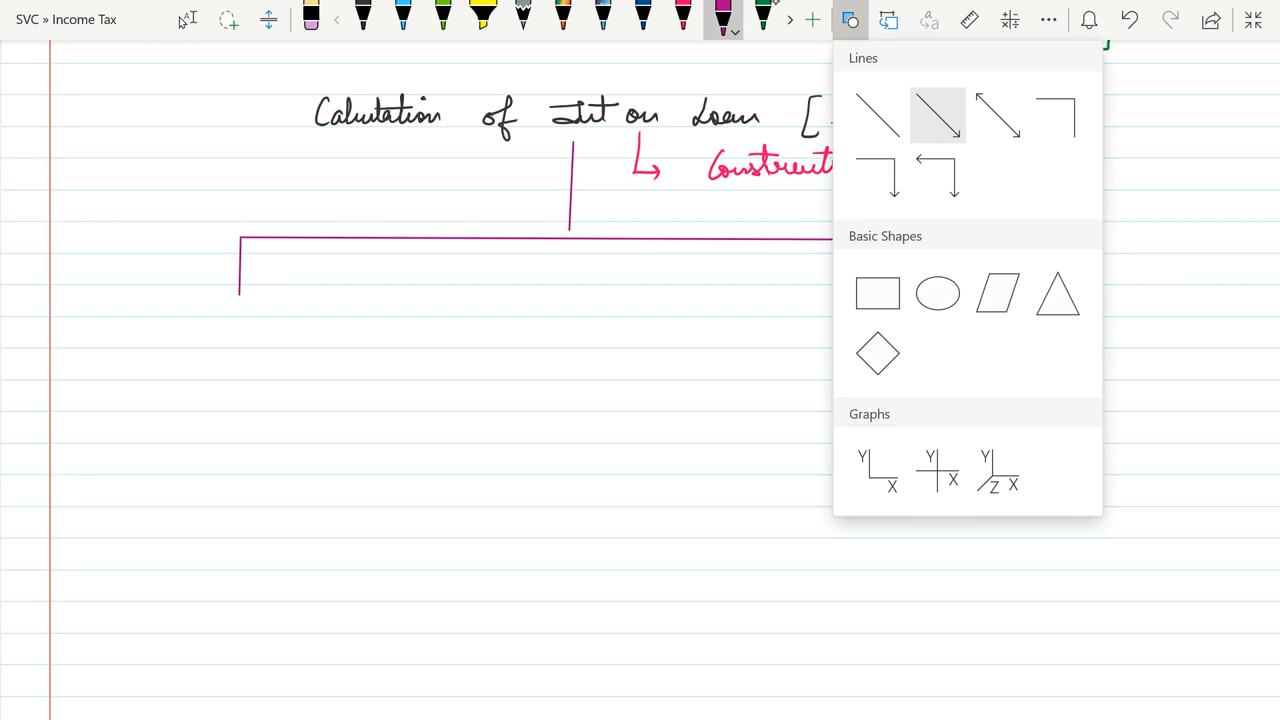 SVC » Income Tax
Lines
Calculation of Int on Loan [
Construct
Basic Shapes
Graphs
Y X Y X Y Z X